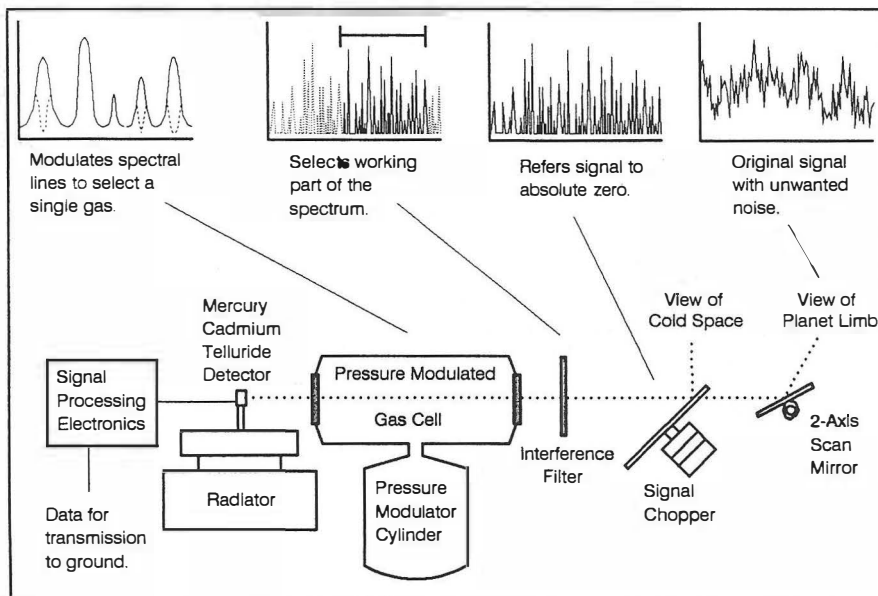 Modulates spectral
lines to select a
single gas.
Selects working
part of the
spectrum.
Refers signal to
absolute zero.
Original signal
with unwanted
noise.
Mercury
Cadmium
Telluride
Detector
View of
Cold Space
View of
Planet Limb
Signal
Processing
Electronics
Pressure Modulated
Gas Cell
Interference
Filter
2-Axis
Scan
Mirror
Radiator
Pressure
Modulator
Cylinder
Signal
Chopper
Data for
transmission
to ground.